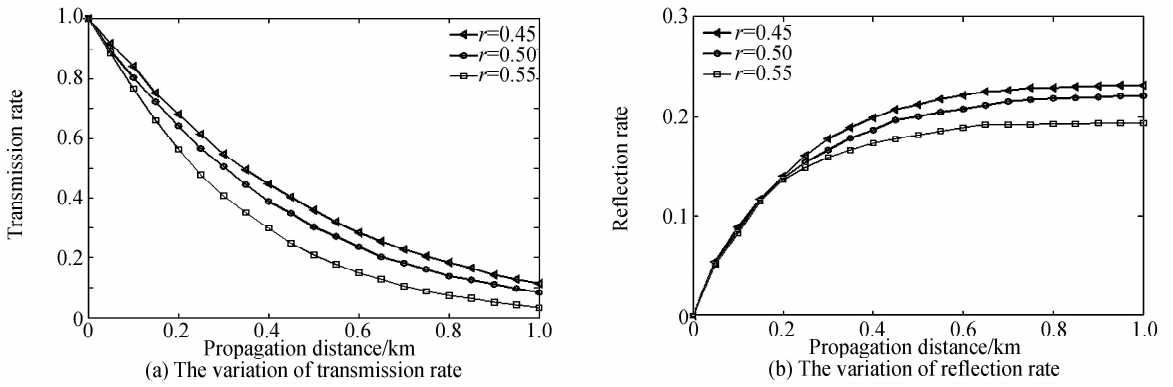 1.0
0.8
0.6
0.4
0.2
0
Transmission rate
r=0.45
r=0.50
r=0.55
0 0.2 0.4 0.6 0.8 1.0
Propagation distance/km
(a) The variation of transmission rate
0.3
0.2
0.1
0
Reflection rate
r=0.45
r=0.50
r=0.55
0 0.2 0.4 0.6 0.8 1.0
Propagation distance/km
(b) The variation of reflection rate